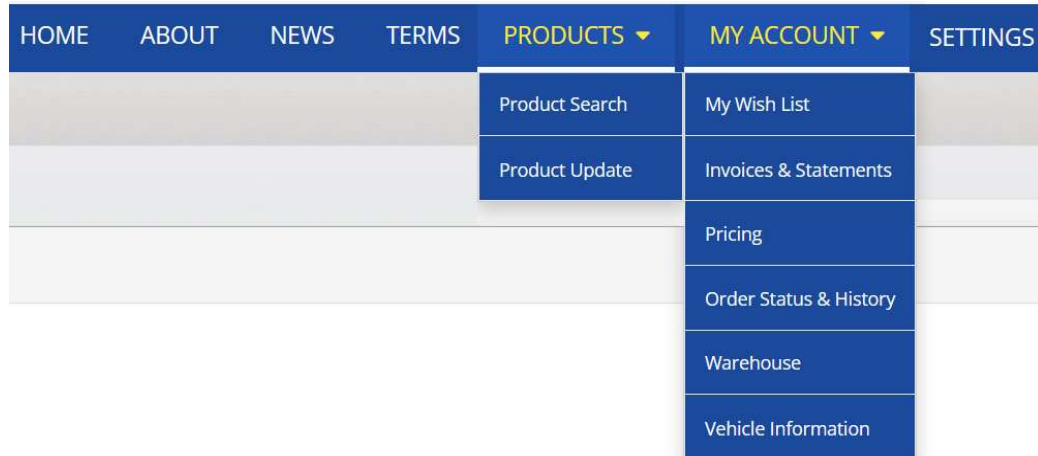 HOME ABOUT NEWS TERMS PRODUCTS MY ACCOUNT SETTINGS
Product Search
Product Update
My Wish List
Invoices & Statements
Pricing
Order Status & History
Warehouse
Vehicle Information